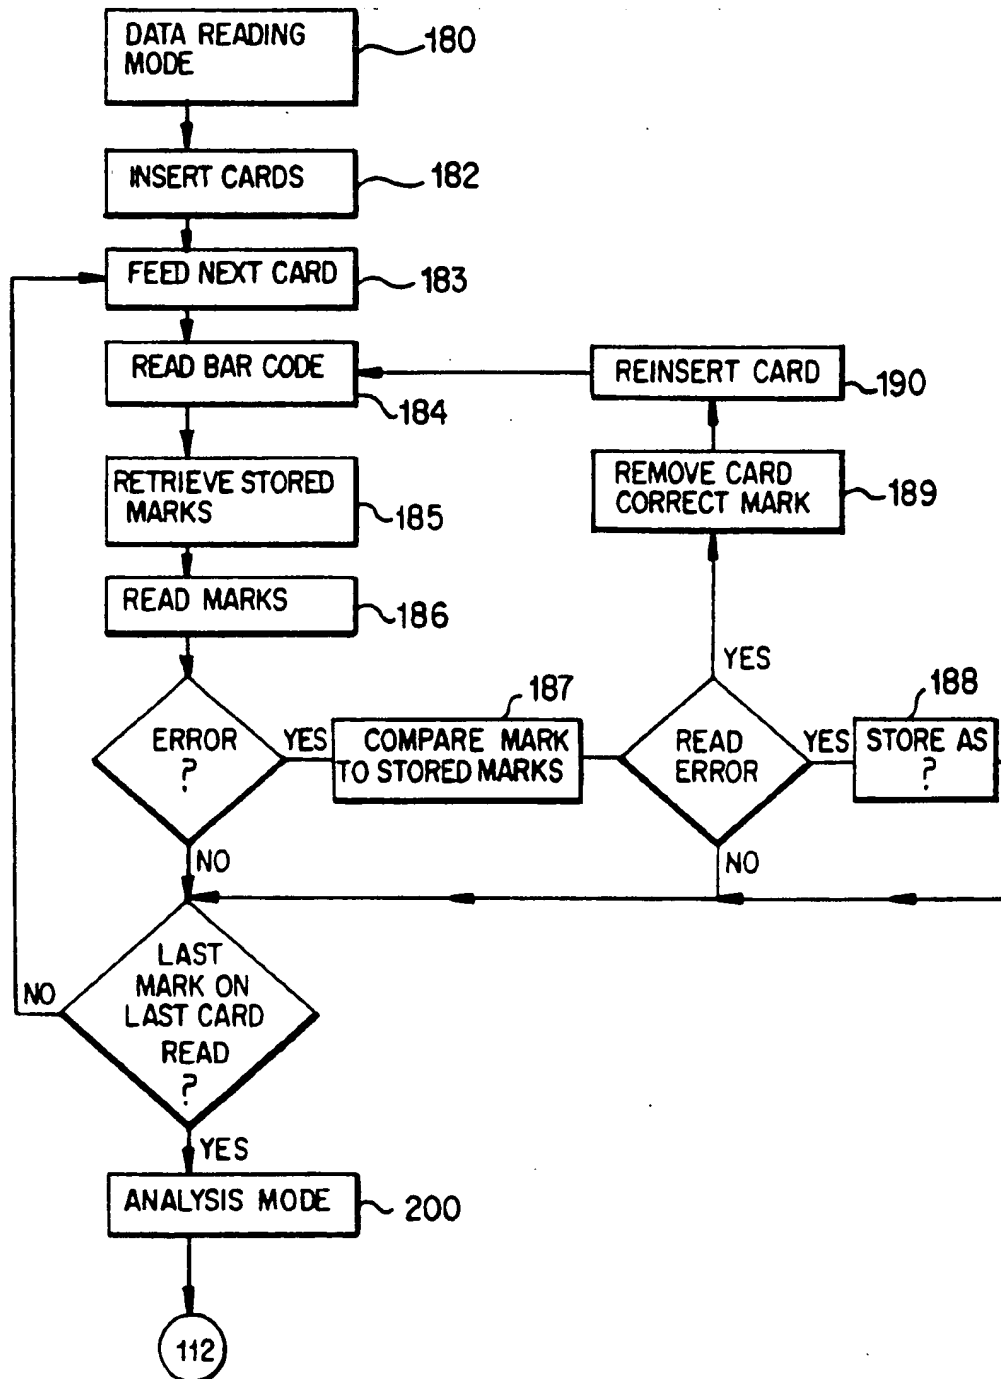 DATA READING
MODE
180
INSERT CARDS
182
FEED NEXT CARD
183
READ BAR CODE
184
REINSERT CARD
190
RETRIEVE STORED
MARKS
185
REMOVE CARD
CORRECT MARK
189
READ MARKS
186
ERROR
?
YES
NO
187
COMPARE MARK
TO STORED MARKS
READ
ERROR
YES
YES
NO
188
STORE AS
?
LAST
MARK ON
LAST CARD
READ
?
NO
YES
ANALYSIS MODE
200
112